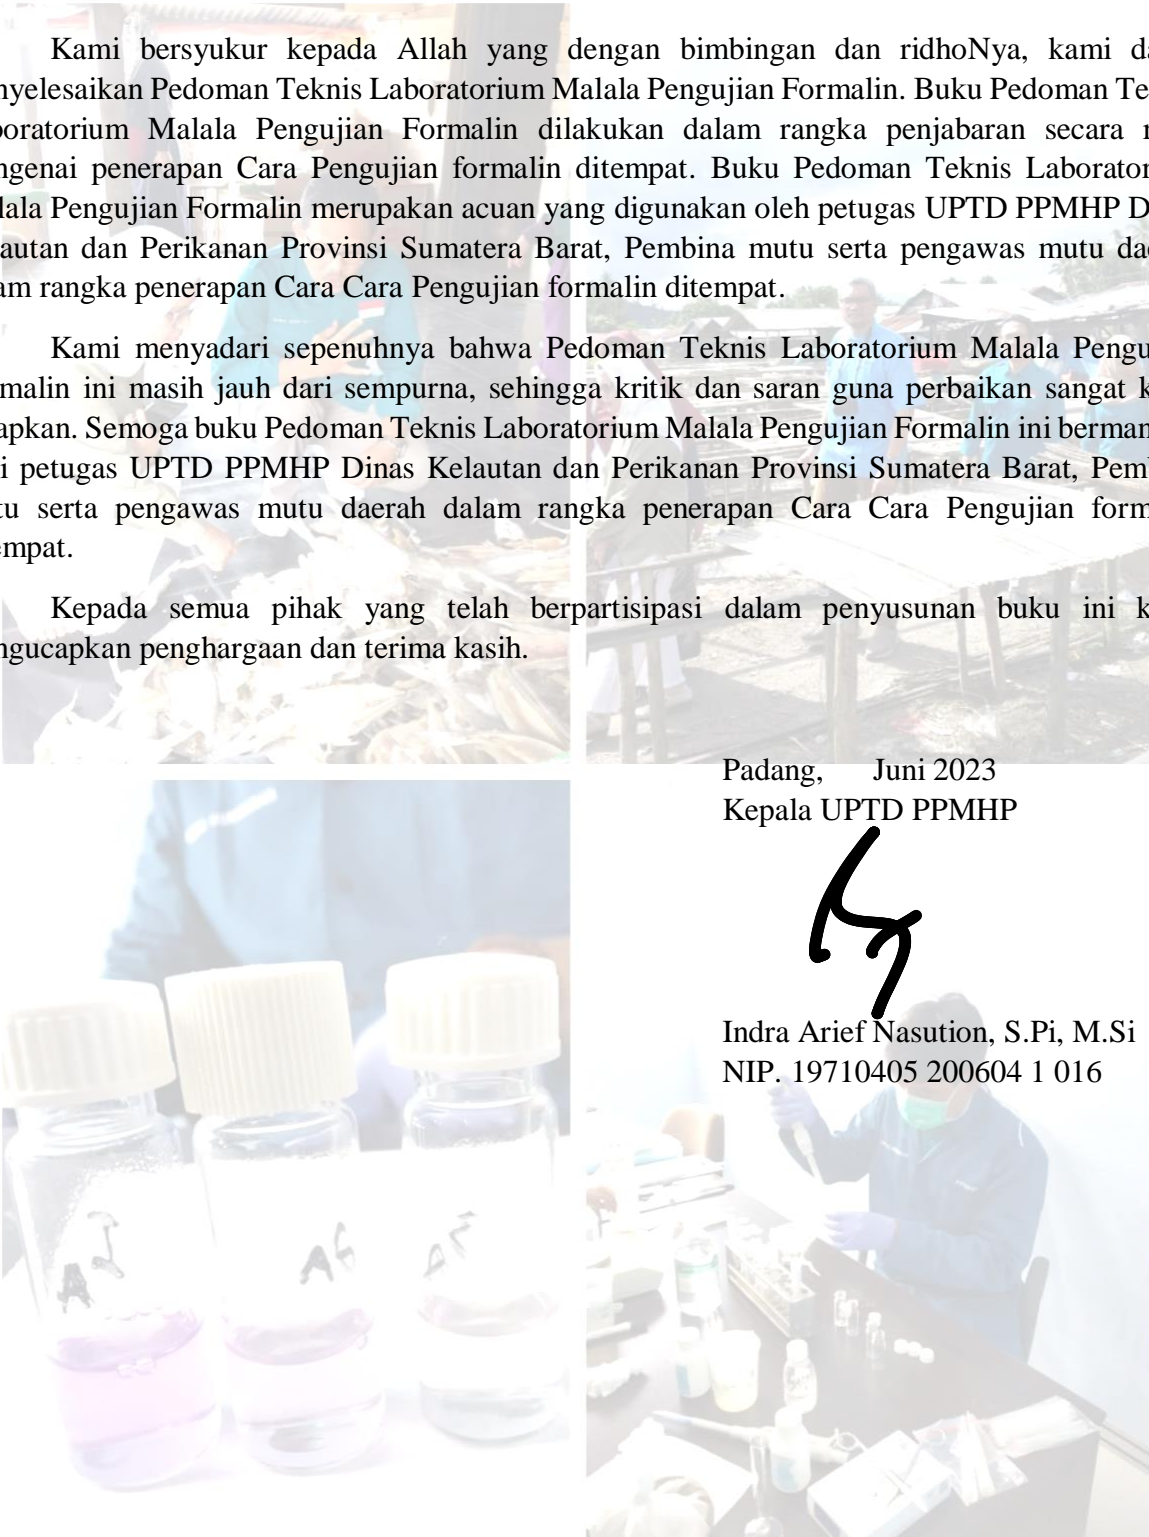 Kami bersyukur kepada Allah yang dengan bimbingan dan ridhoNya, kami da
nyelesaikan Pedoman Teknis Laboratorium Malala Pengujian Formalin. Buku Pedoman Te
boratorium Malala Pengujian Formalin dilakukan dalam rangka penjabaran secara r
ngenai penerapan Cara Pengujian formalin ditempat. Buku Pedoman Teknis Laborator
lala Pengujian Formalin merupakan acuan yang digunakan oleh petugas UPTD PPMHP D
autan dan Perikanan Provinsi Sumatera Barat, Pembina mutu serta pengawas mutu dae
am rangka penerapan Cara Cara Pengujian formalin ditempat.
Kami menyadari sepenuhnya bahwa Pedoman Teknis Laboratorium Malala Pengu
malin ini masih jauh dari sempurna, sehingga kritik dan saran guna perbaikan sangat k
apkan. Semoga buku Pedoman Teknis Laboratorium Malala Pengujian Formalin ini berman
i petugas UPTD PPMHP Dinas Kelautan dan Perikanan Provinsi Sumatera Barat, Pemb
tu serta pengawas mutu daerah dalam rangka penerapan Cara Cara Pengujian form
empat.
Kepada semua pihak yang telah berpartisipasi dalam penyusunan buku ini k
ngucapkan penghargaan dan terima kasih.
Padang, Juni 2023
Kepala UPTD PPMHP
Indra Arief Nasution, S.Pi, M.Si
NIP. 19710405 200604 1 016